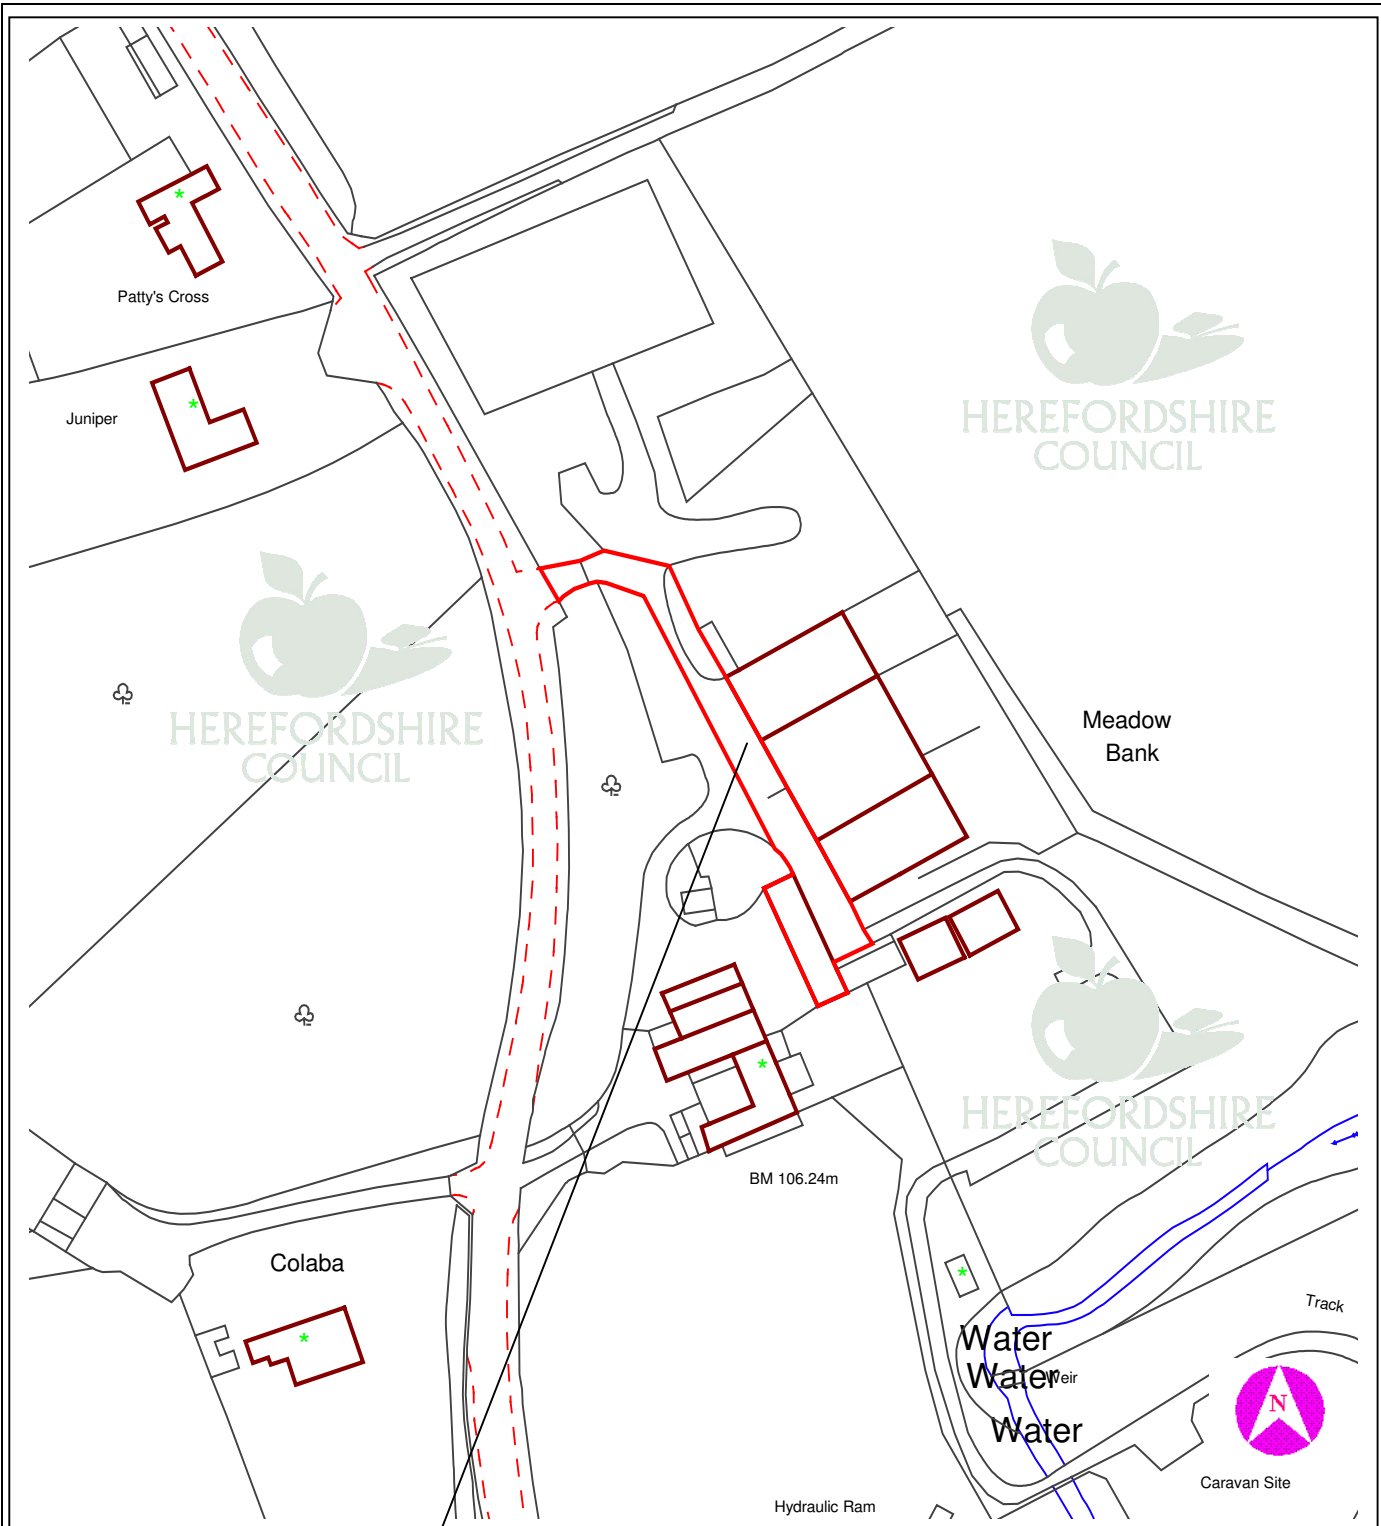 Patty's Cross
HEREFORDSHIRE
COUNCIL
Juniper
HEREFORDSHIRE
COUNCIL
Meadow
Bank
HEREFORDSHIRE
COUNCIL
BM 106.24m
Colaba
Track
Water
Water
Weir
Water
N
Caravan Site
Hydraulic Ram